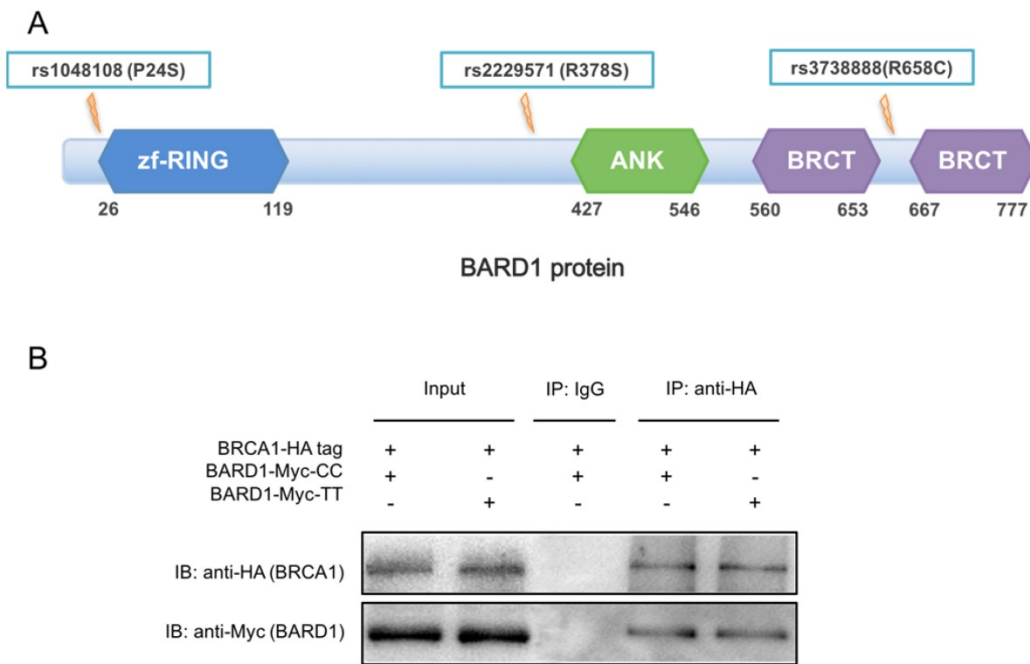 A
rs1048108 (P24S)
rs2229571 (R378S)
rs3738888(R658C)
zf-RING
ANK
BRCT
BRCT
26
119
427
546
560
653
667
777
BARD1 protein
B
Input
IP: IgG
IP: anti-HA
BRCA1-HA tag + + + + +
BARD1-Myc-CC + - + + -
BARD1-Myc-TT - + - - +
IB: anti-HA (BRCA1)
IB: anti-Myc (BARD1)